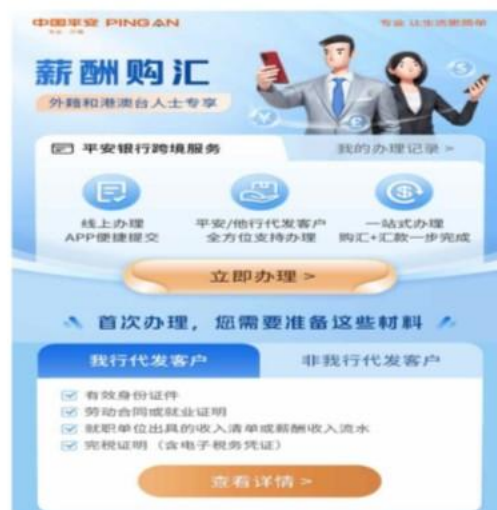 中国平安 PING AN
专业 让生活更简单
薪酬购汇
外籍和港澳台人士专享
平安银行跨境服务
我的办理记录 >
线上办理
APP便捷提交
平安/他行代发客户
全方位支持办理
一站式办理
购汇+汇款一步完成
立即办理 >
首次办理，您需要准备这些材料
我行代发客户
非我行代发客户
有效身份证件
劳动合同或就业证明
就职单位出具的收入清单或薪酬收入流水
完税证明（含电子税务凭证）
查看详情 >